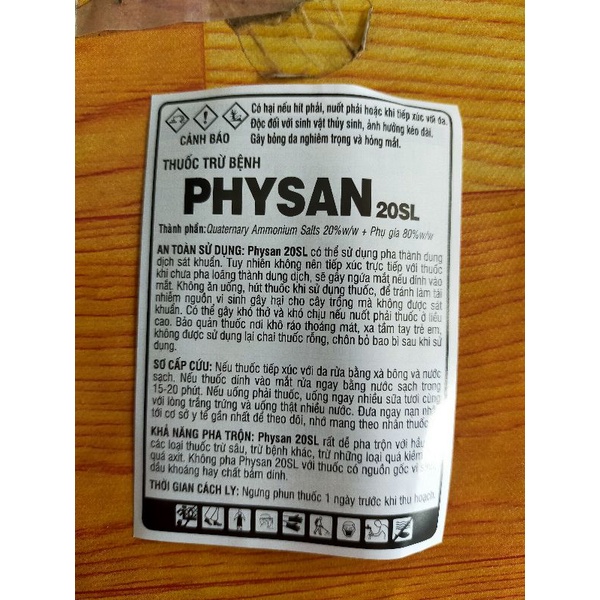 Có hại nếu hít phải, nuốt phải hoặc khi tiếp xúc với da.
Độc đối với sinh vật thủy sinh, ảnh hưởng kéo dài.
Gây bỏng da nghiêm trọng và hỏng mắt.
CẢNH BÁO
THUỐC TRỪ BỆNH
PHYSAN 20SL
Thành phần: Quaternary Ammonium Salts 20%w/w + Phụ gia 80%w/w
AN TOÀN SỬ DỤNG: Physan 20SL có thể sử dụng pha thành dung
dịch sát khuẩn. Tuy nhiên không nên tiếp xúc trực tiếp với thuốc
khi chưa pha loãng thành dung dịch, sẽ gây ngứa mắt nếu dính vào
mắt. Không ăn uống, hút thuốc khi sử dụng thuốc, để tránh làm tái
nhiễm nguồn vi sinh gây hại cho cây trồng mà không được sát
khuẩn. Có thể gây khó thở và khó chịu nếu nuốt phải thuốc ở liều
cao. Bảo quản thuốc nơi khô ráo thoáng mát, xa tầm tay trẻ em,
không được sử dụng lại chai thuốc rỗng, chôn bỏ bao bì sau khi sử
dụng.
SƠ CẤP CỨU: Nếu thuốc tiếp xúc với da rửa bằng xà bông và nước
sạch. Nếu thuốc dính vào mắt rửa ngay bằng nước sạch trong
15-20 phút. Nếu uống phải thuốc, uống ngay nhiều sữa tươi cùng
với lòng trắng trứng và uống thật nhiều nước. Đưa ngay nạn nhân
tới cơ sở y tế gần nhất để theo dõi, nhớ mang theo nhãn thuốc.
KHẢ NĂNG PHA TRỘN: Physan 20SL rất dễ pha trộn với hầu
các loại thuốc trừ sâu, trừ bệnh khác, trừ những loại quá kiềm
quá axit. Không pha Physan 20SL với thuốc có nguồn gốc vi
dầu khoáng hay chất bám dính.
THỜI GIAN CÁCH LY: Ngưng phun thuốc 1 ngày trước khi thu hoạch.